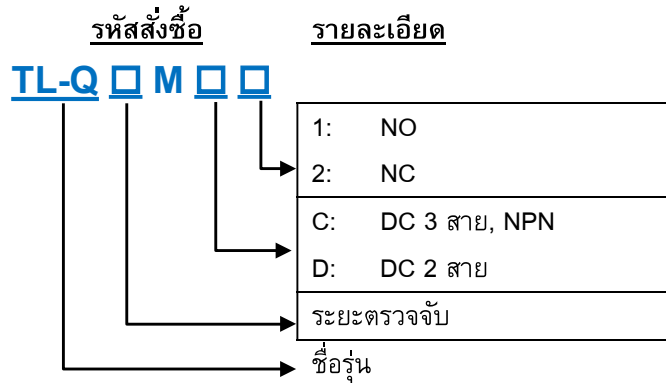 รหัสสั่งซื้อ รายละเอียด
TL-Q □ M □ □
1: NO
2: NC
C: DC 3 สาย, NPN
D: DC 2 สาย
ระยะตรวจจับ
ชื่อรุ่น